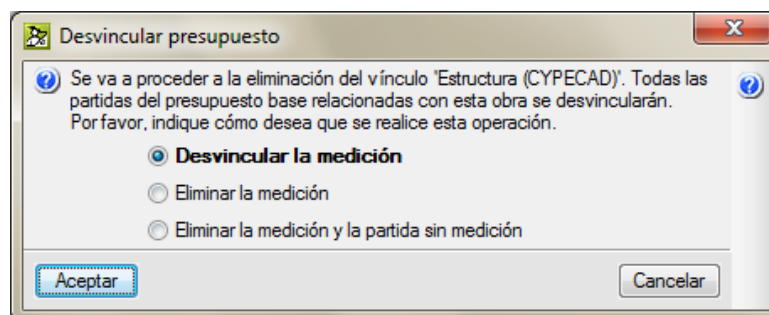 Desvincular presupuesto
Se va a proceder a la eliminación del vínculo 'Estructura (CYPECAD)'. Todas las
partidas del presupuesto base relacionadas con esta obra se desvincularán.
Por favor, indique cómo desea que se realice esta operación.
Desvincular la medición
Eliminar la medición
Eliminar la medición y la partida sin medición
Aceptar
Cancelar